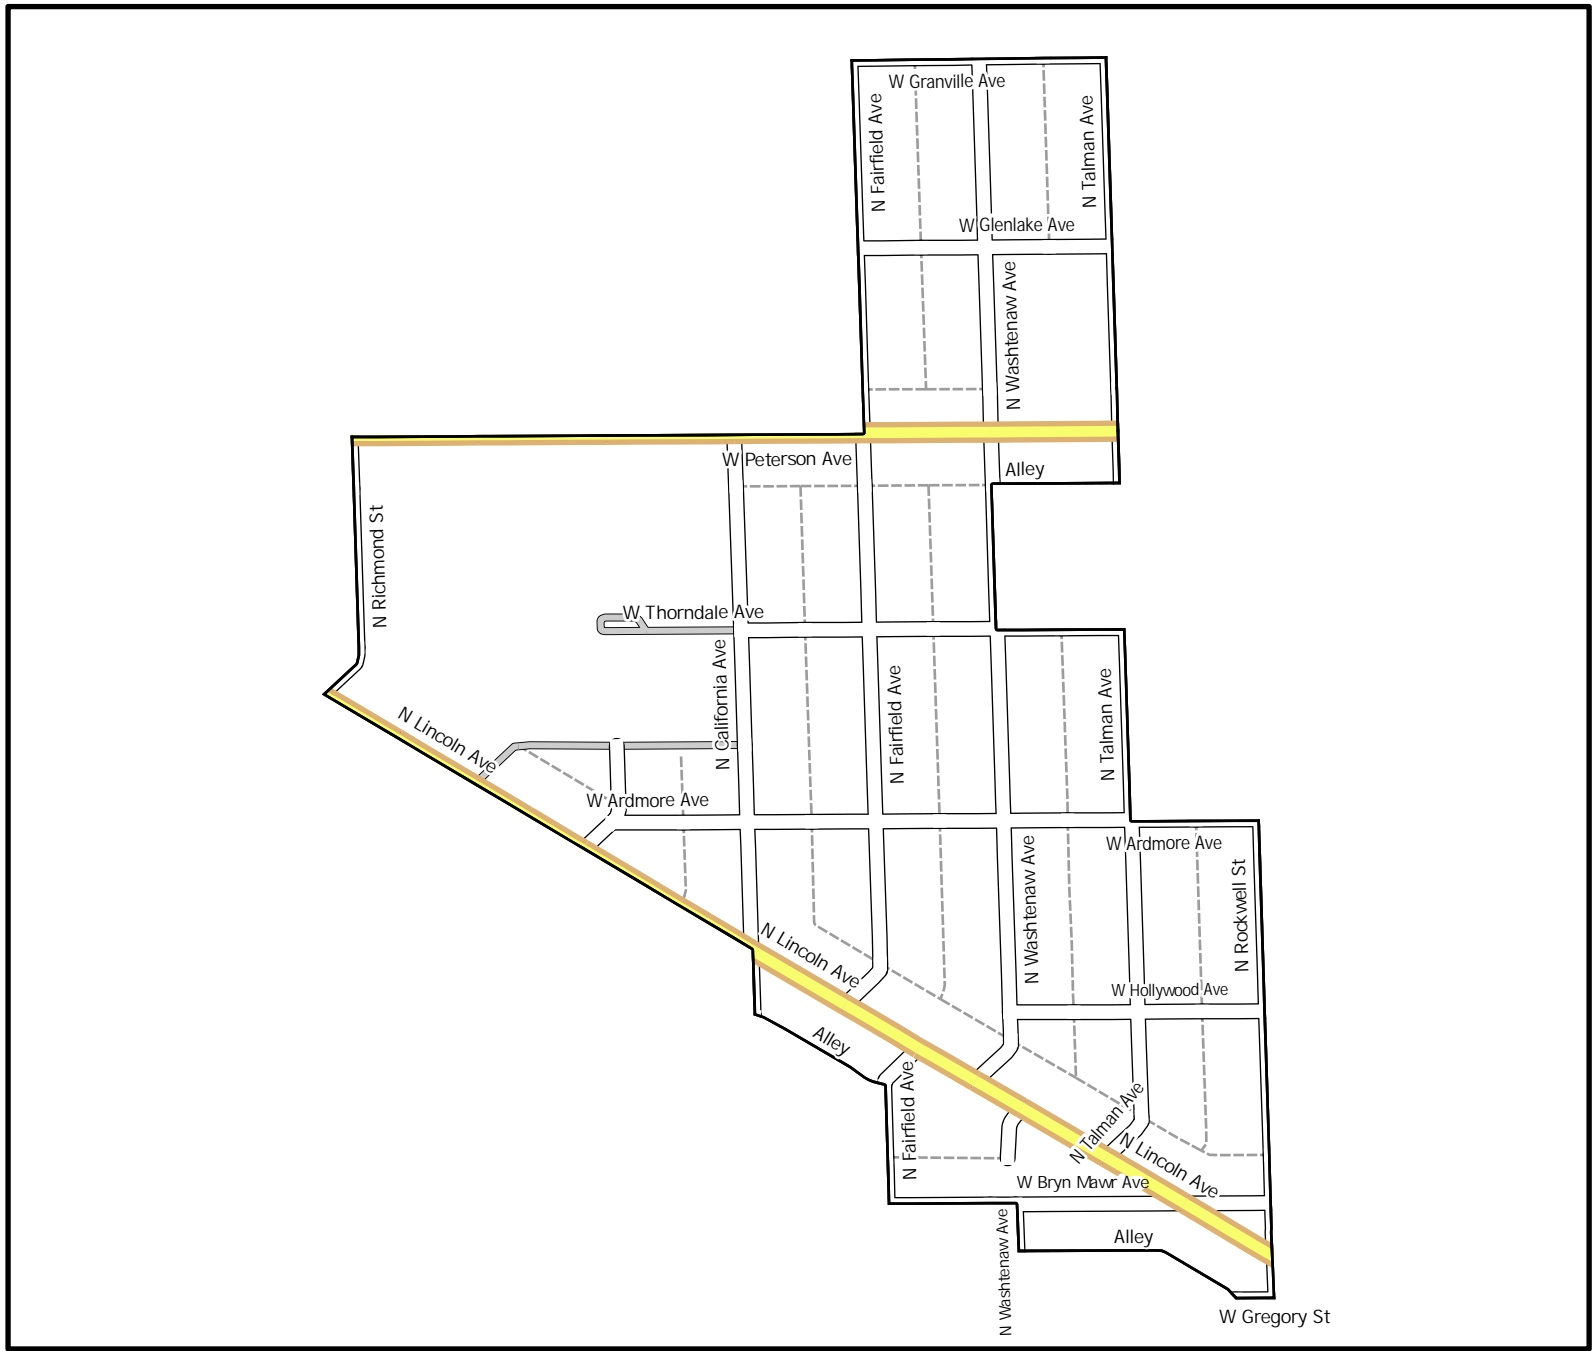 W Granville Ave
N Fairfield Ave
N Talman Ave
W Glenlake Ave
N Washtenaw Ave
W Peterson Ave
Alley
N Richmond St
W Thorndale Ave
N California Ave
N Fairfield Ave
N Talman Ave
N Lincoln Ave
W Ardmore Ave
W Ardmore Ave
N Washtenaw Ave
N Rockwell St
N Lincoln Ave
W Hollywood Ave
Alley
N Fairfield Ave
N Talman Ave
N Lincoln Ave
W Bryn Mawr Ave
N Washtenaw Ave
Alley
W Gregory St